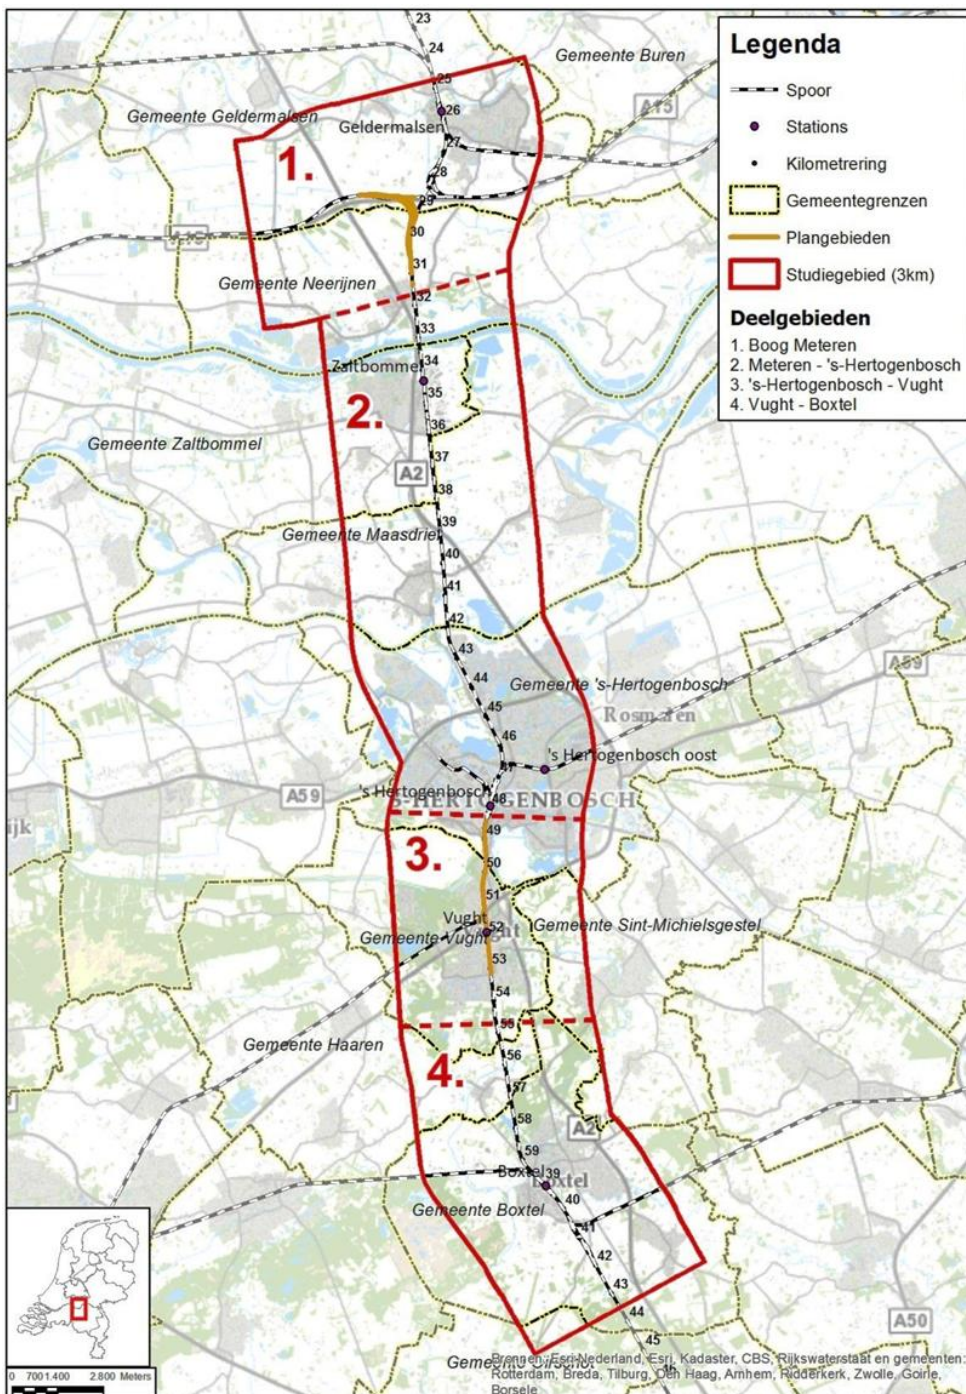 Legenda
Spoor
Stations
Kilometrering
Gemeentegrenzen
Plangebieden
Studiegebied (3km)
Deelgebieden
1. Boog Meteren
2. Meteren - 's-Hertogenbosch
3. 's-Hertogenbosch - Vught
4. Vught - Boxtel
23
24
Gemeente Buren
25
A15
26
Gemeente Geldermalsen
Geldermalsen
27
1.
28
29
30
31
Gemeente Neerijnen
32
33
34
Zaltbommel
35
2.
36
Gemeente Zaltbommel
37
A2
38
39
Gemeente Maasdriel
40
41
42
43
A59
44
Gemeente 's-Hertogenbosch
45
Rosmalen
46
's Hertogenbosch oost
47
's Hertogenbosch
A59
48
S-HERTOGENBOSCH
ijk
49
3.
50
51
Vught
Gemeente Sint-Michielsgestel
52
Gemeente Vught
53
54
55
Gemeente Haaren
56
4.
57
58
A2
59
Boxtel
39
Boxtel
40
Gemeente Boxtel
41
42
43
44
A50
45
Gemeente Oirschot
Bronnen: Esri Nederland, Esri, Kadaster, CBS, Rijkswaterstaat en gemeenten:
Rotterdam, Breda, Tilburg, Den Haag, Arnhem, Ridderkerk, Zwolle, Goirle,
Borsele
0 700 1.400 2.800 Meters